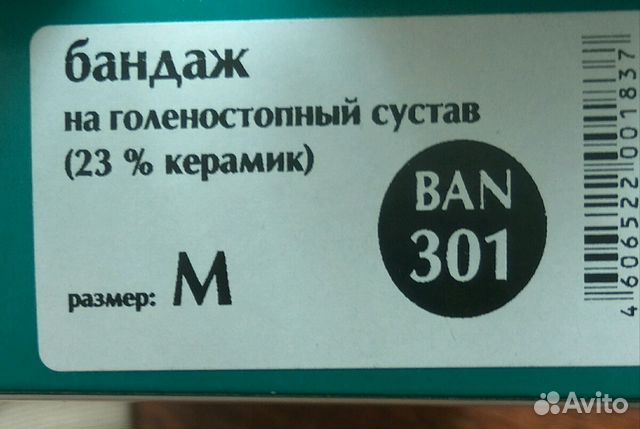 бандаж
на голеностопный сустав
(23 % керамик)
BAN
301
размер: M
4606522001837
Avito